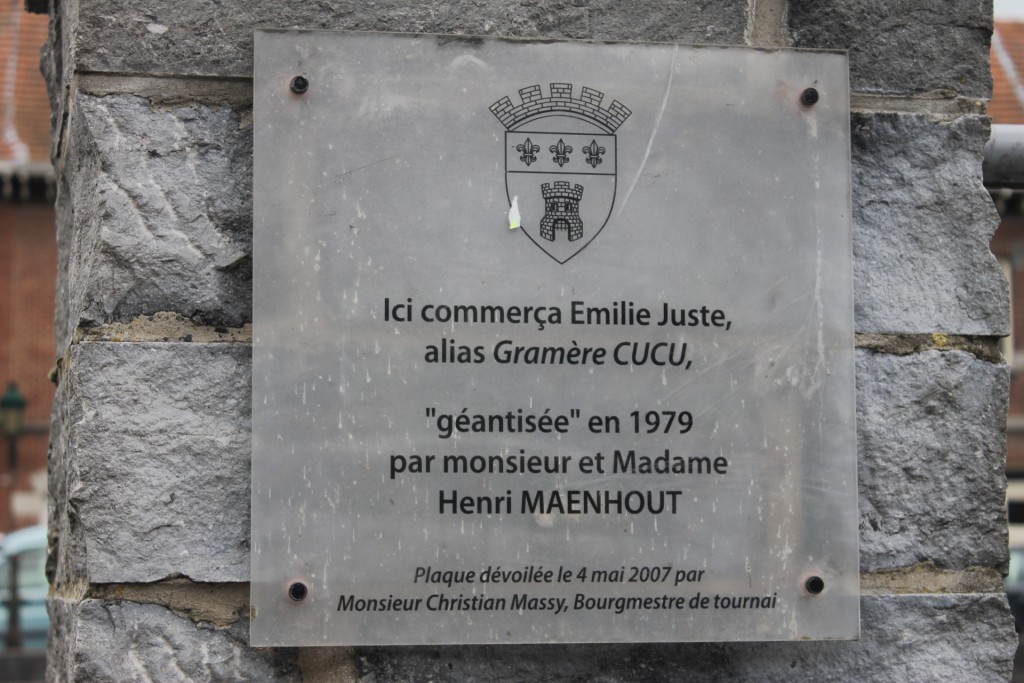 Ici commerça Emilie Juste,
alias Gramère CUCU,
"géantisée" en 1979
par monsieur et Madame
Henri MAENHOUT
Plaque dévoilée le 4 mai 2007 par
Monsieur Christian Massy, Bourgmestre de tournai